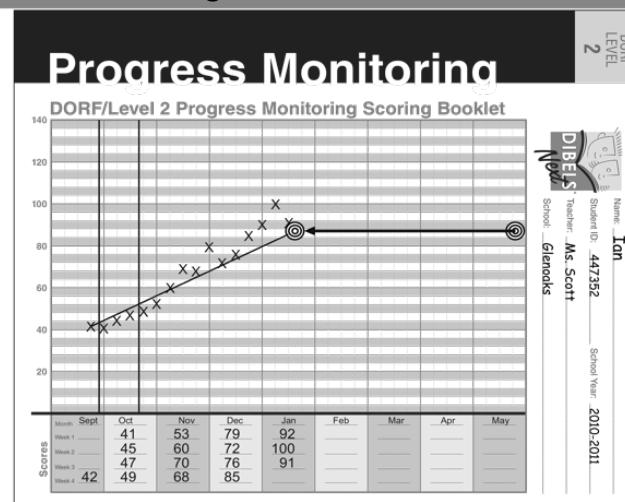 Progress Monitoring
DORF/Level 2 Progress Monitoring Scoring Booklet
DORF
LEVEL
2
140
120
100
80
60
40
20
Month Sept Oct Nov Dec Jan Feb Mar Apr May
Week 1 41 53 79 92
Week 2 45 60 72 100
Week 3 47 70 76 91
Week 4 42 49 68 85
Scores
DIBELS
Next
Name: Ian
Student ID: 447352 School Year: 2010-2011
Teacher: Ms. Scott
School: Glenoaks